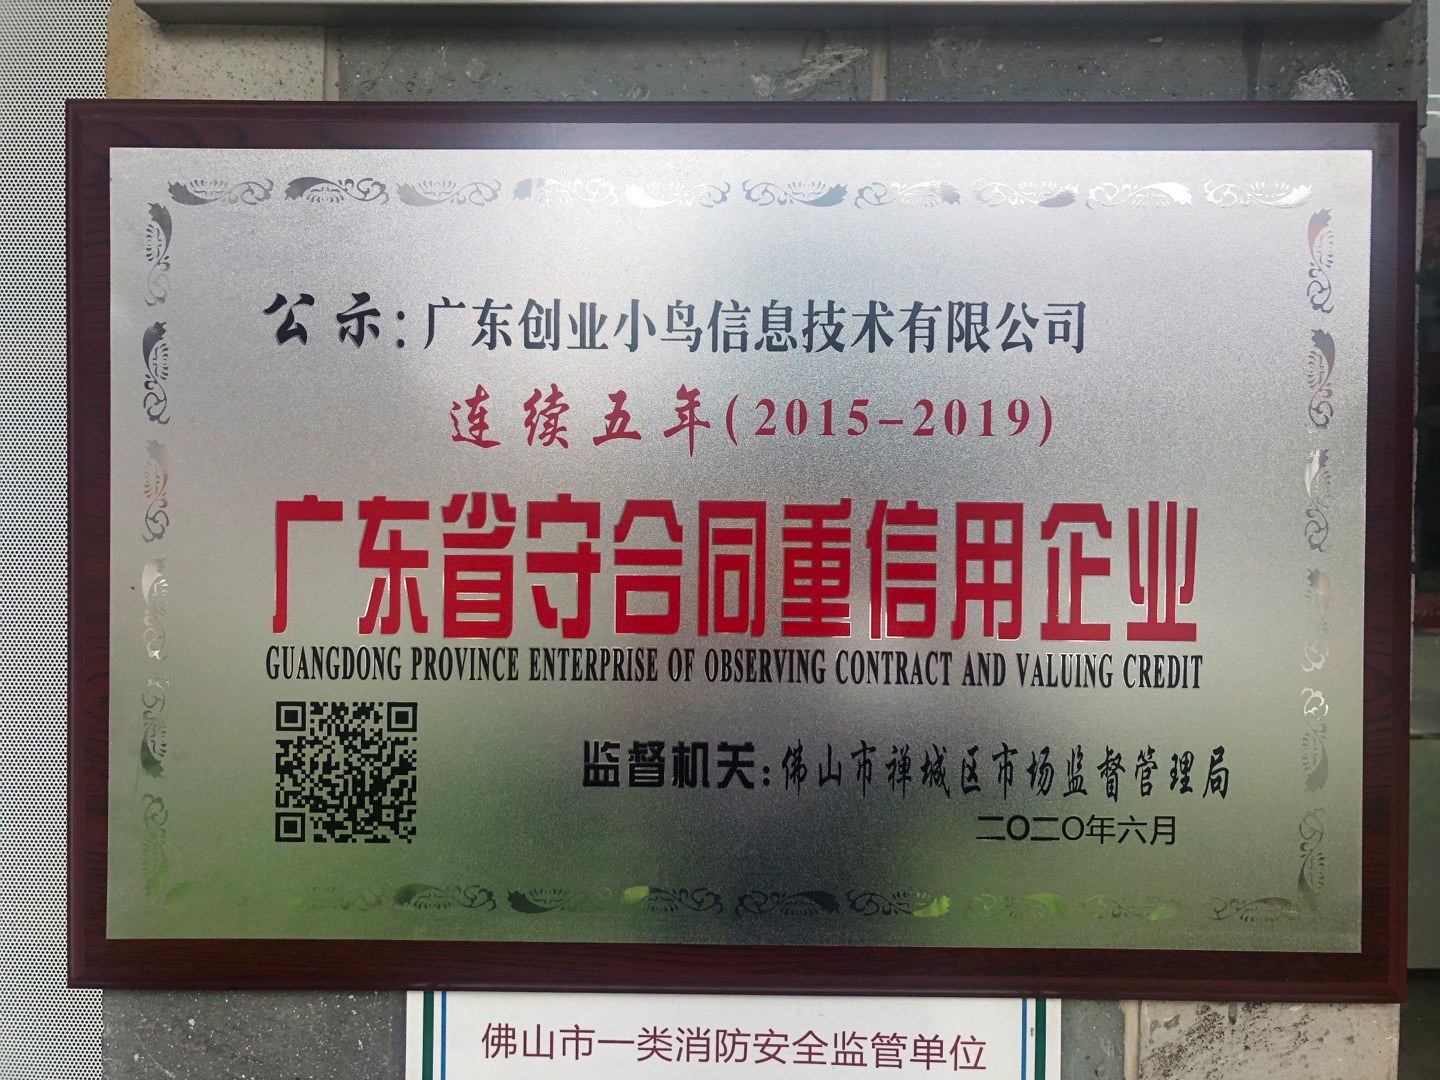 公示：广东创业小鸟信息技术有限公司
连续五年(2015-2019)
广东省守合同重信用企业
GUANGDONG PROVINCE ENTERPRISE OF OBSERVING CONTRACT AND VALUING CREDIT
监督机关：佛山市禅城区市场监督管理局
二〇二〇年六月
佛山市一类消防安全监管单位